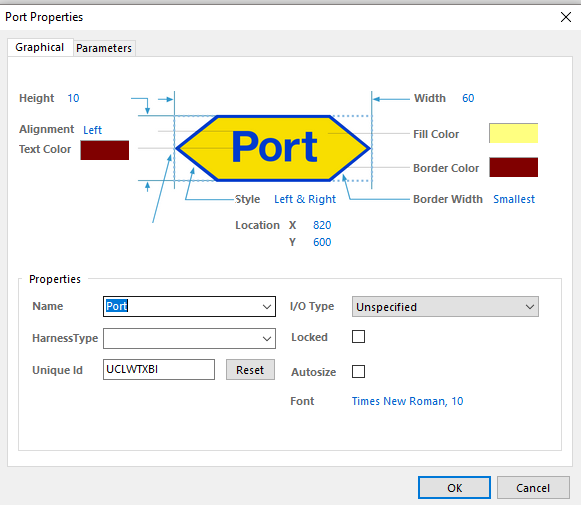 Port Properties
Graphical
Parameters
Height 10
Width 60
Alignment Left
Text Color
Port
Fill Color
Border Color
Style Left & Right
Border Width Smallest
Location X 820
Y 600
Properties
Name Port
I/O Type Unspecified
HarnessType
Locked
Unique Id UCLWTXBI Reset
Autosize
Font Times New Roman, 10
OK
Cancel